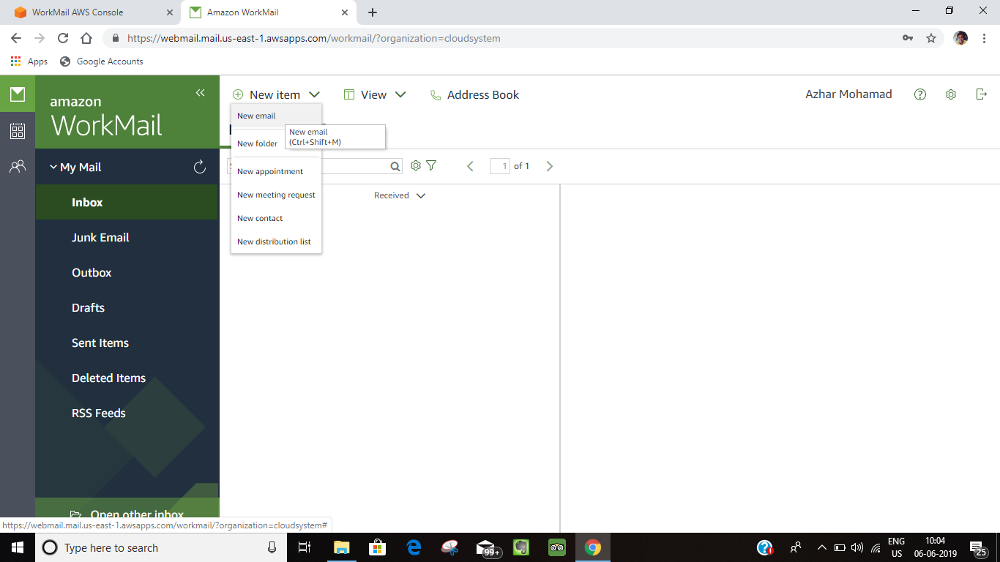 WorkMail AWS Console
Amazon WorkMail
https://webmail.mail.us-east-1.awsapps.com/workmail/?organization=cloudsystem
Apps
Google Accounts
amazon
WorkMail
New item
View
Address Book
Azhar Mohamad
New email
New email
(Ctrl+Shift+M)
New folder
New appointment
New meeting request
New contact
New distribution list
1 of 1
Received
My Mail
Inbox
Junk Email
Outbox
Drafts
Sent Items
Deleted Items
RSS Feeds
Open other inbox
https://webmail.mail.us-east-1.awsapps.com/workmail/?organization=cloudsystem#
Type here to search
99+
ENG
US
10:04
06-06-2019
25